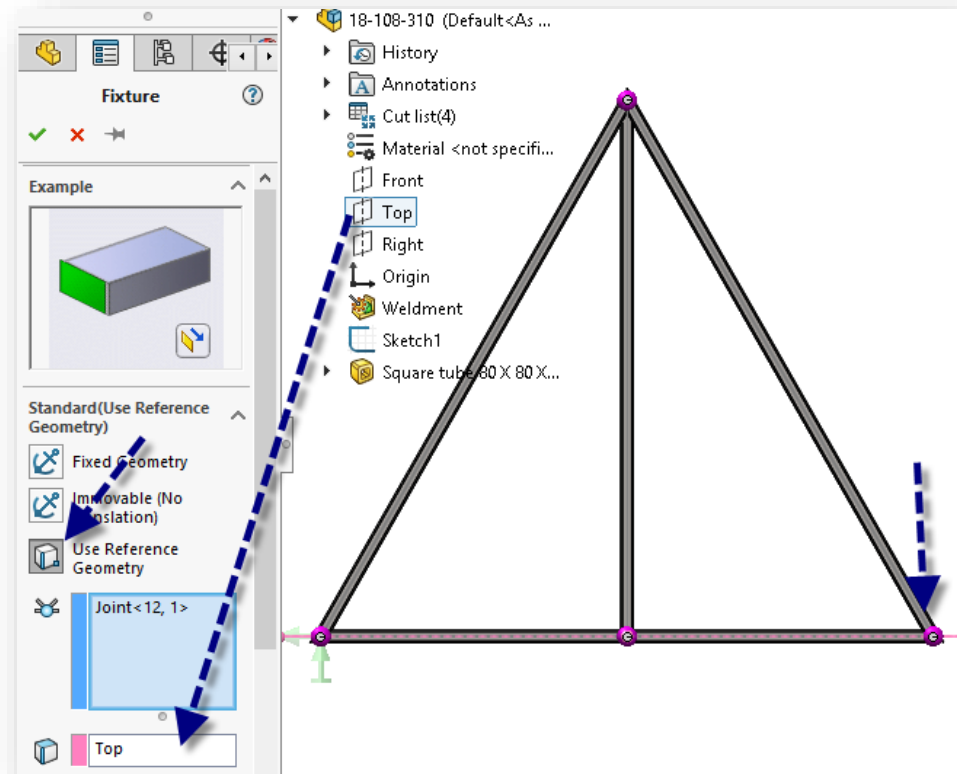 Fixture
Example
Standard(Use Reference
Geometry)
Fixed Geometry
Immovable (No
Translation)
Use Reference
Geometry
Joint<12, 1>
Top
18-108-310 (Default<As ...
History
A Annotations
Cut list(4)
Material <not specifi...
Front
Top
Right
Origin
Weldment
Sketch1
Square tube 80 X 80 X...